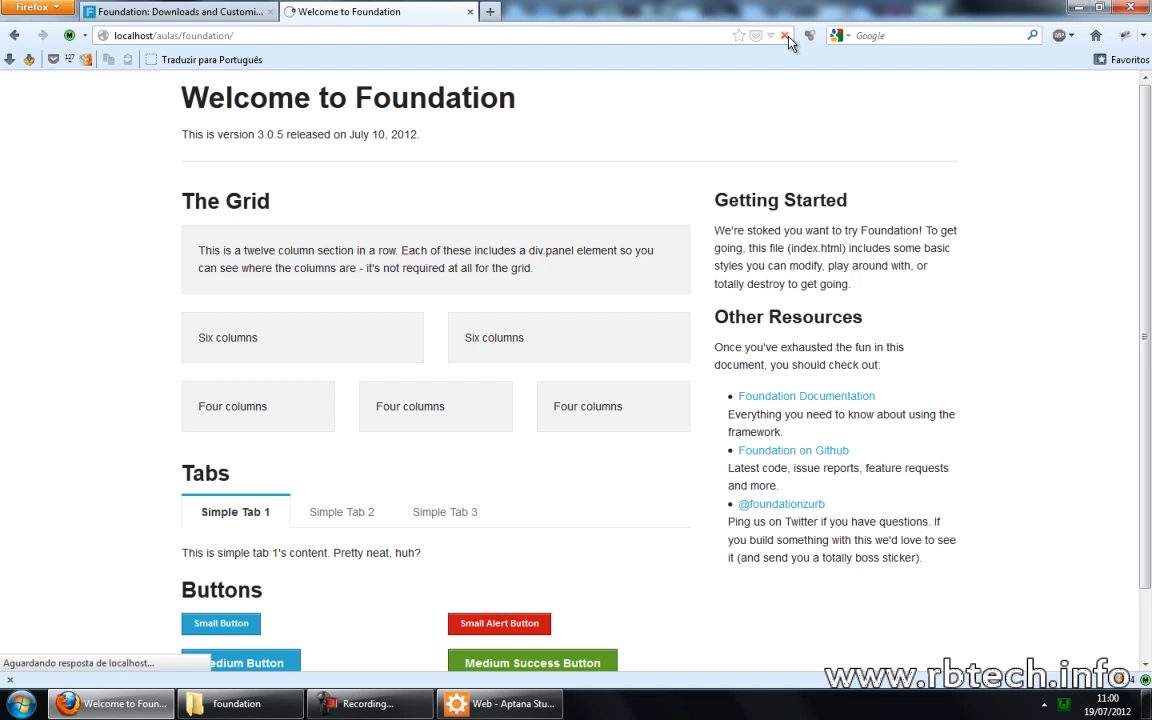 Firefox
Foundation: Downloads and Customi...
Welcome to Foundation
localhost/aulas/foundation/
Google
Traduzir para Português
Favoritos
Welcome to Foundation
This is version 3.0.5 released on July 10, 2012.
The Grid
This is a twelve column section in a row. Each of these includes a div.panel element so you
can see where the columns are - it's not required at all for the grid.
Six columns
Six columns
Four columns
Four columns
Four columns
Tabs
Simple Tab 1
Simple Tab 2
Simple Tab 3
This is simple tab 1's content. Pretty neat, huh?
Buttons
Small Button
Small Alert Button
edium Button
Medium Success Button
Getting Started
We're stoked you want to try Foundation! To get
going, this file (index.html) includes some basic
styles you can modify, play around with, or
totally destroy to get going.
Other Resources
Once you've exhausted the fun in this
document, you should check out:
Foundation Documentation
Everything you need to know about using the
framework.
Foundation on Github
Latest code, issue reports, feature requests
and more.
@foundationzurb
Ping us on Twitter if you have questions. If
you build something with this we'd love to see
it (and send you a totally boss sticker).
Aguardando resposta de localhost...
www.rbtech.info
Welcome to Foun...
foundation
Recording...
Web - Aptana Stu...
11:00
19/07/2012